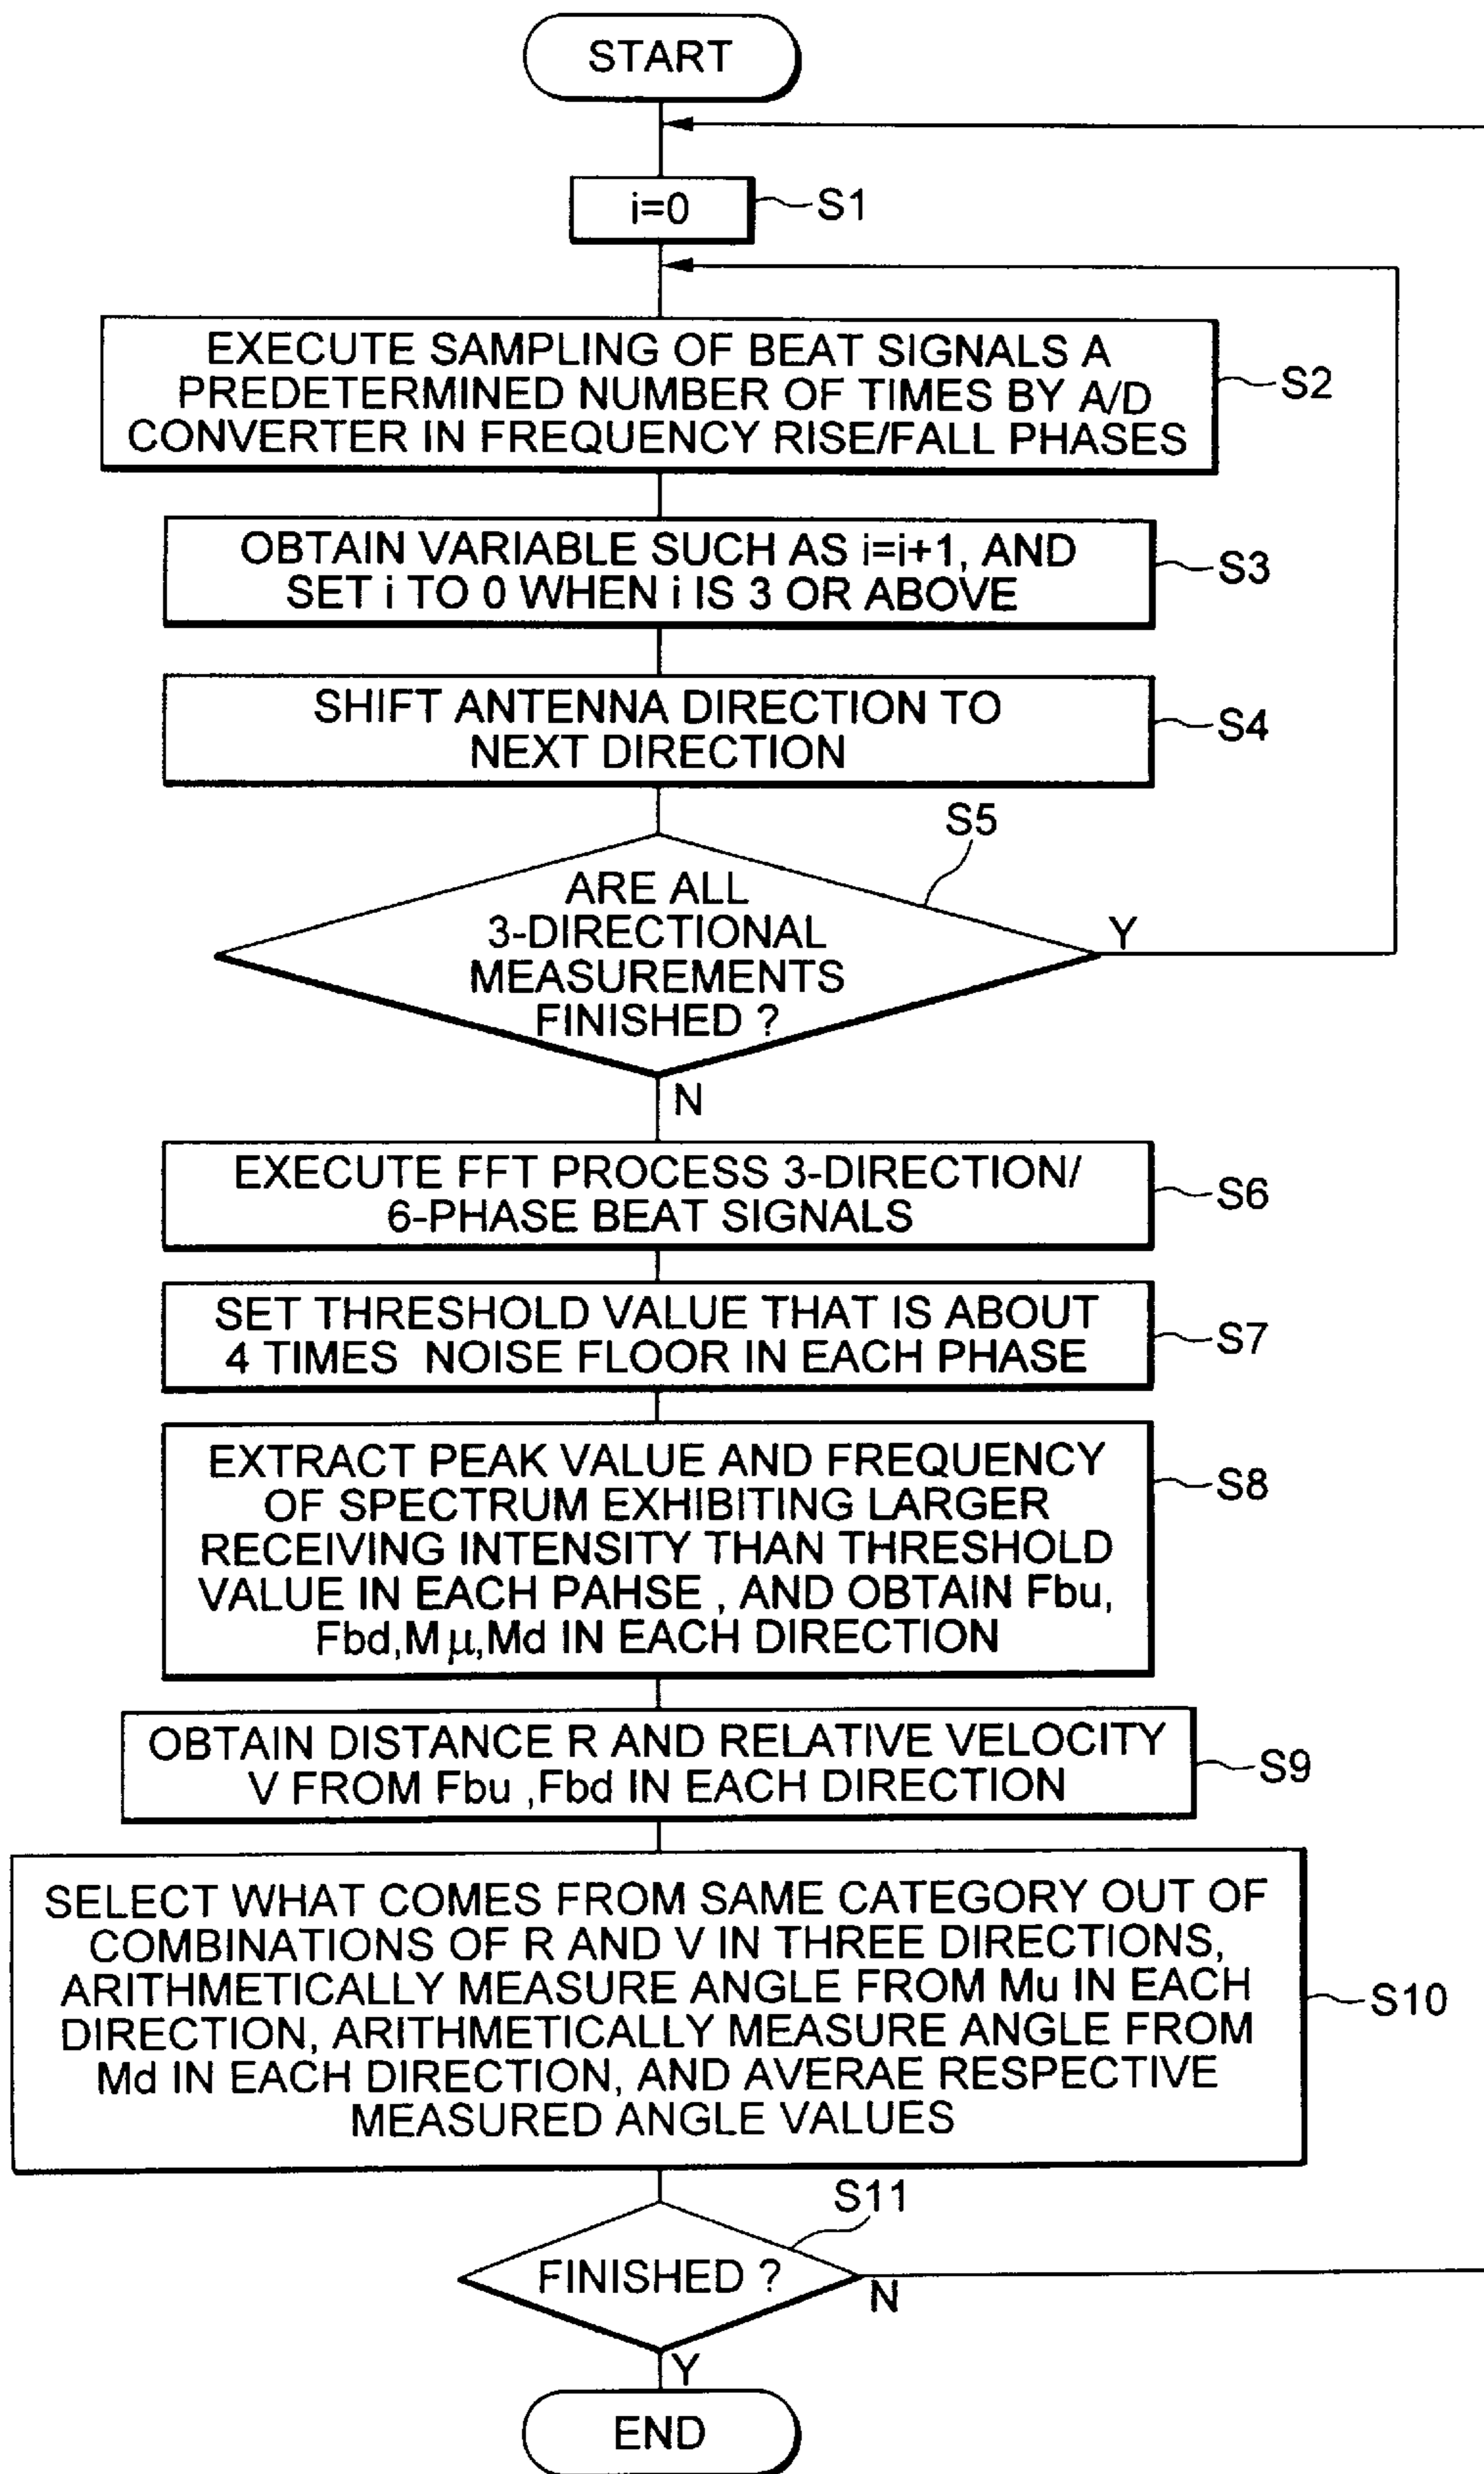 START
i=0
S1
EXECUTE SAMPLING OF BEAT SIGNALS A
PREDETERMINED NUMBER OF TIMES BY A/D
CONVERTER IN FREQUENCY RISE/FALL PHASES
S2
OBTAIN VARIABLE SUCH AS i=i+1, AND
SET i TO 0 WHEN i IS 3 OR ABOVE
S3
SHIFT ANTENNA DIRECTION TO
NEXT DIRECTION
S4
S5
ARE ALL
3-DIRECTIONAL
MEASUREMENTS
FINISHED ?
Y
N
EXECUTE FFT PROCESS 3-DIRECTION/
6-PHASE BEAT SIGNALS
S6
SET THRESHOLD VALUE THAT IS ABOUT
4 TIMES NOISE FLOOR IN EACH PHASE
S7
EXTRACT PEAK VALUE AND FREQUENCY
OF SPECTRUM EXHIBITING LARGER
RECEIVING INTENSITY THAN THRESHOLD
VALUE IN EACH PAHSE , AND OBTAIN Fbu,
Fbd,Mμ,Md IN EACH DIRECTION
S8
OBTAIN DISTANCE R AND RELATIVE VELOCITY
V FROM Fbu ,Fbd IN EACH DIRECTION
S9
SELECT WHAT COMES FROM SAME CATEGORY OUT OF
COMBINATIONS OF R AND V IN THREE DIRECTIONS,
ARITHMETICALLY MEASURE ANGLE FROM Mu IN EACH
DIRECTION, ARITHMETICALLY MEASURE ANGLE FROM
Md IN EACH DIRECTION, AND AVERAE RESPECTIVE
MEASURED ANGLE VALUES
S10
S11
FINISHED ?
N
Y
END